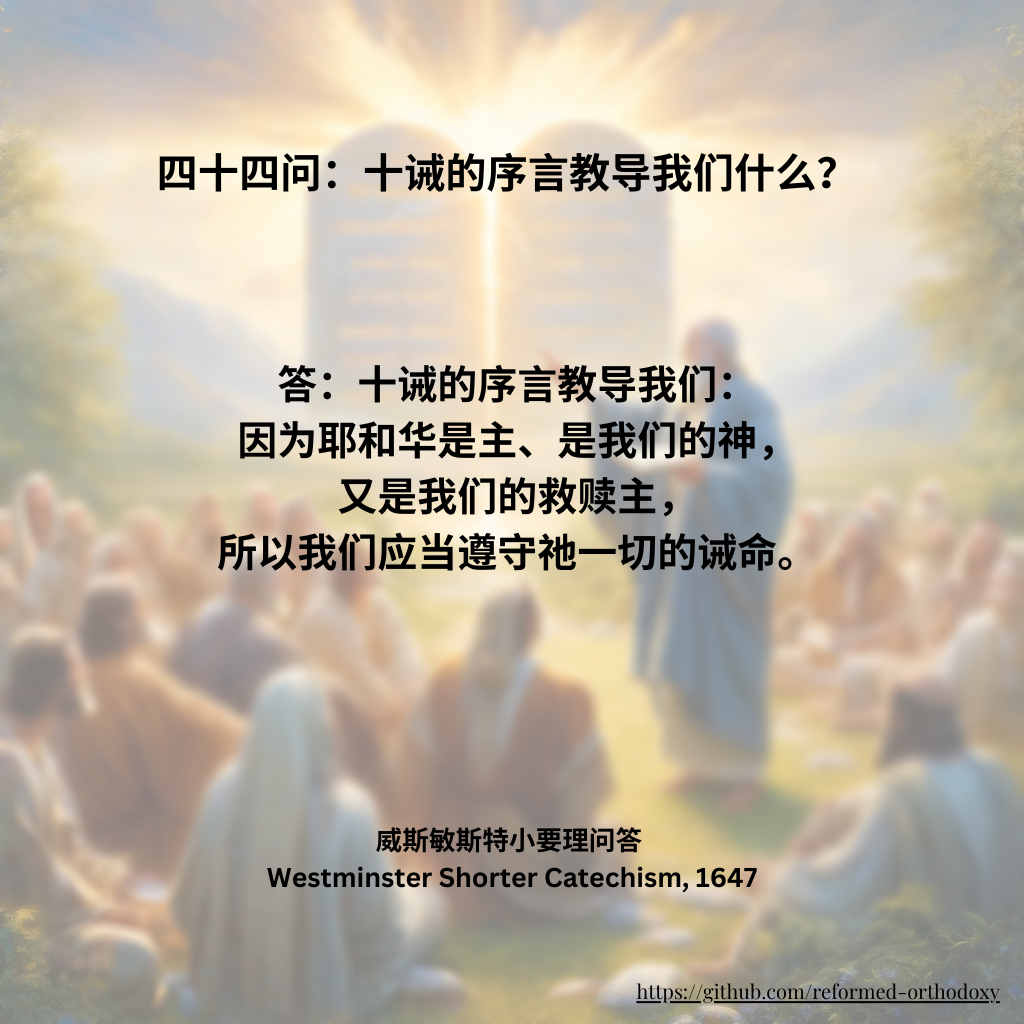 四十四问：十诫的序言教导我们什么？
答：十诫的序言教导我们：
因为耶和华是主、是我们的神，
又是我们的救赎主，
所以我们应当遵守祂一切的诫命。
威斯敏斯特小要理问答
Westminster Shorter Catechism, 1647
https://github.com/reformed-orthodoxy